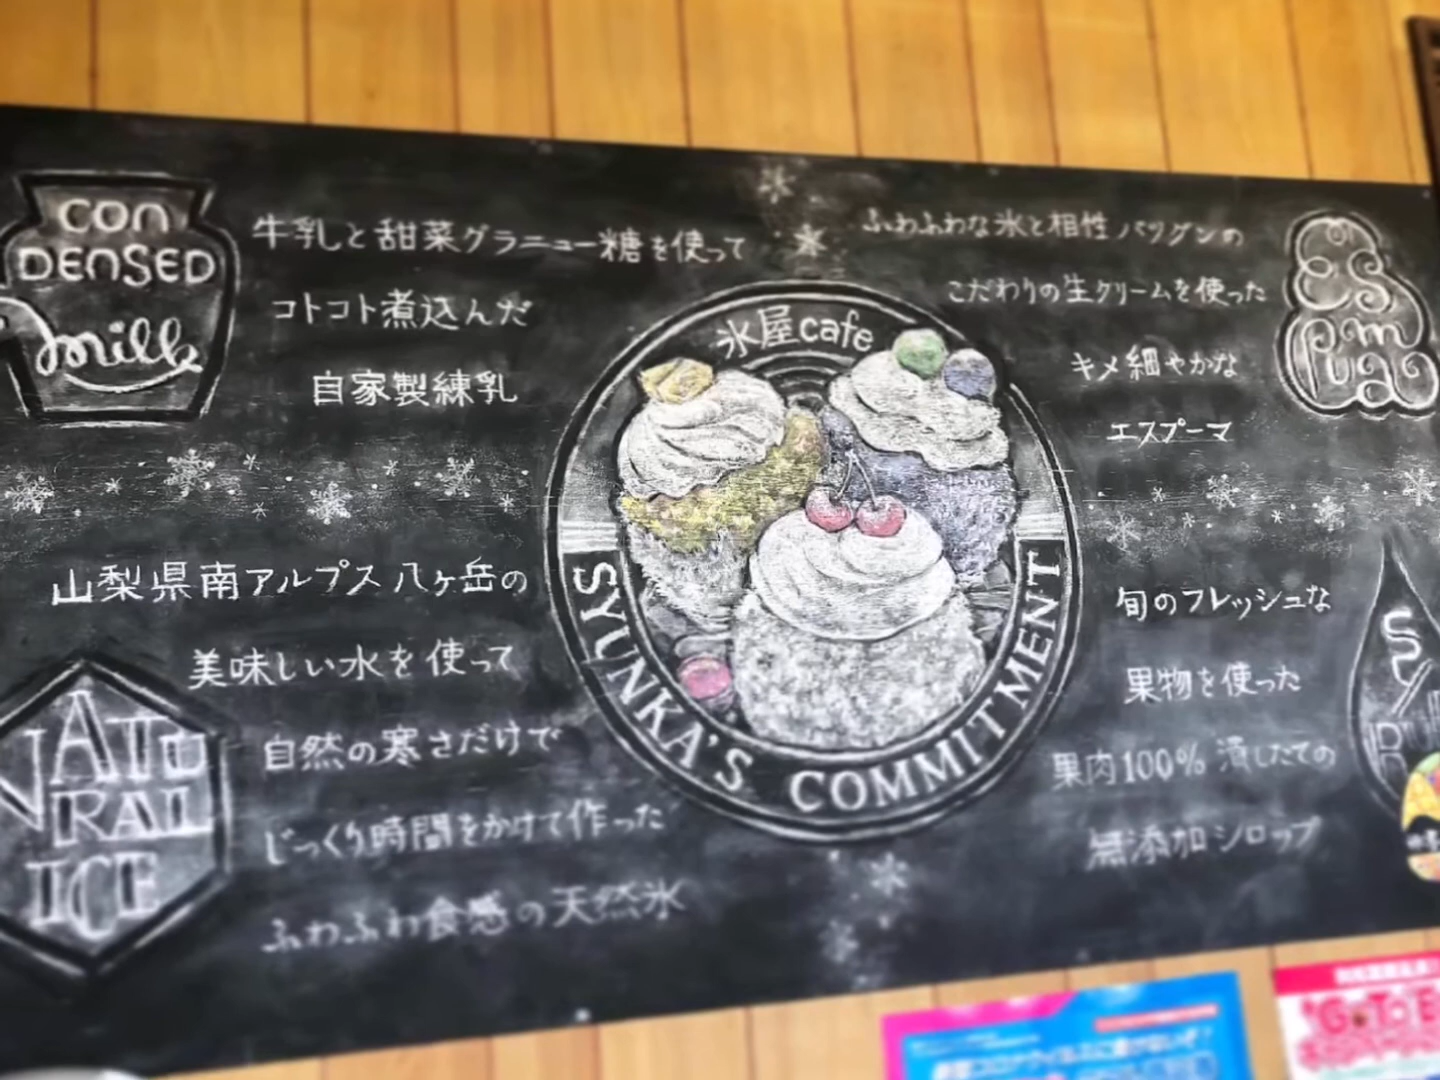 CON
DENSED
milk
牛乳と甜菜グラニュー糖を使って
コトコト煮込んだ
自家製練乳
ふわふわな氷と相性バツグンの
こだわりの生クリームを使った
キメ細やかな
エスプーマ
ES
Puma
氷屋cafe
SYUNKA'S COMMITMENT
山梨県南アルプス八ヶ岳の
美味しい水を使って
自然の寒さだけで
じっくり時間をかけて作った
ふわふわ食感の天然氷
NATU
RAL
ICE
旬のフレッシュな
果物を使った
果肉100% 潰したての
無添加シロップ
SY
"GoTo E